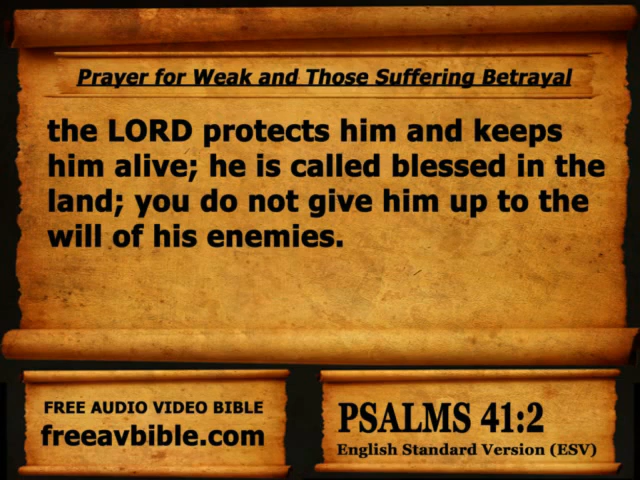 Prayer for Weak and Those Suffering Betrayal
the LORD protects him and keeps
him alive; he is called blessed in the
land; you do not give him up to the
will of his enemies.
FREE AUDIO VIDEO BIBLE
freeavbible.com
PSALMS 41:2
English Standard Version (ESV)